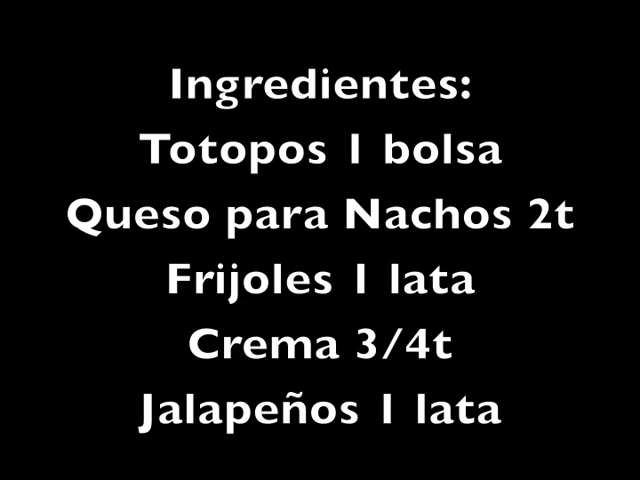 Ingredientes:
Totopos 1 bolsa
Queso para Nachos 2t
Frijoles 1 lata
Crema 3/4t
Jalapeños 1 lata